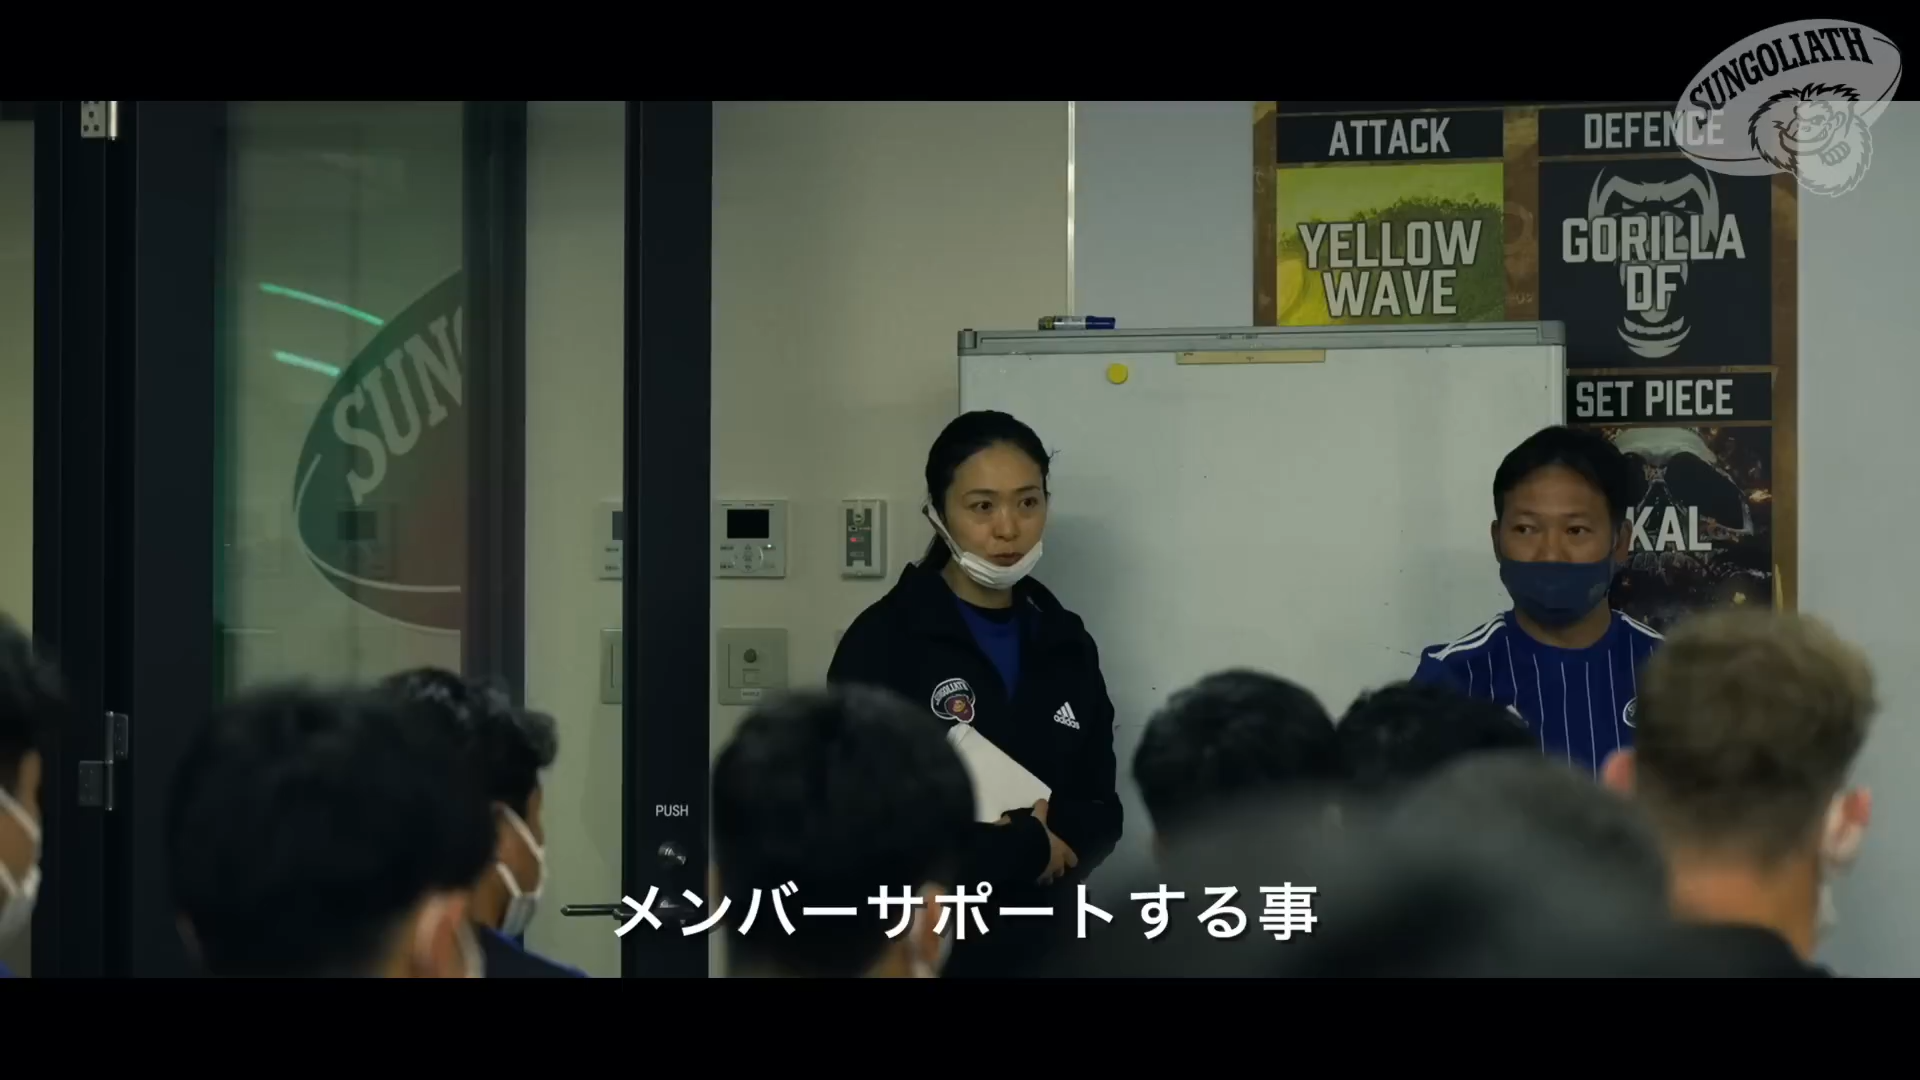 SUNGOLIATH
ATTACK
DEFENCE
YELLOW
WAVE
GORILLA
DF
SET PIECE
KAL
SUN
SUNGOLIATH
adidas
PUSH
メンバーサポートする事